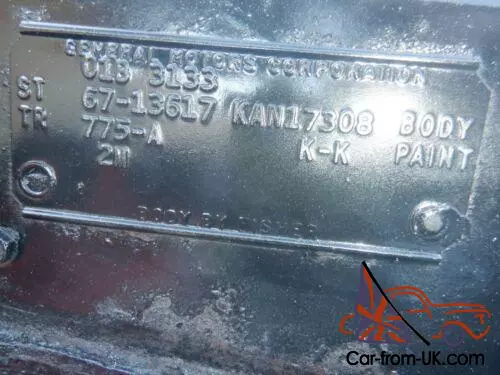 GENERAL MOTORS CORPORATION
01B 3133
ST 67-13617 KAN17308 BODY
TR 775-A K-K PAINT
2W
BODY BY FISHER
Car-from-UK.com